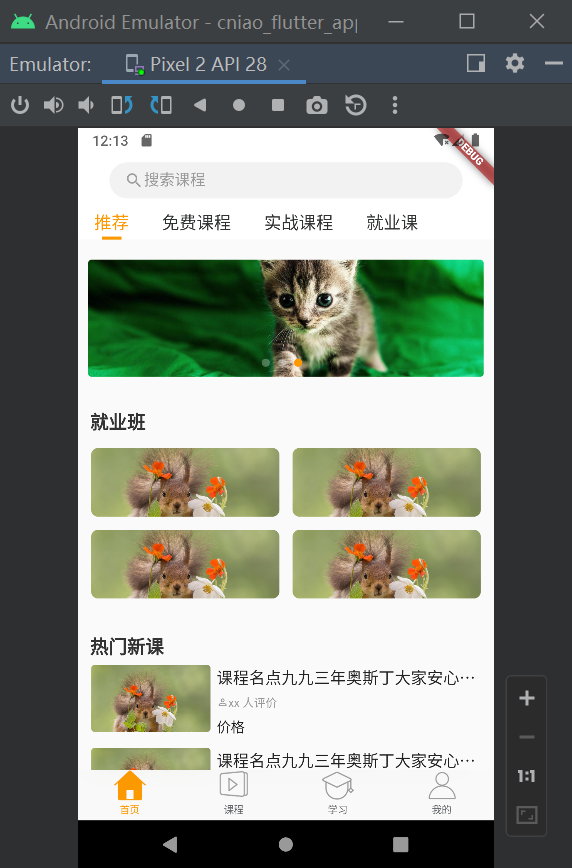 Android Emulator - cniao_flutter_app
Emulator:
Pixel 2 API 28
12:13
DEBUG
搜索课程
推荐 免费课程 实战课程 就业课
就业班
热门新课
课程名点九九三年奥斯丁大家安心…
xx 人评价
价格
课程名点九九三年奥斯丁大家安心…
首页 课程 学习 我的
1:1